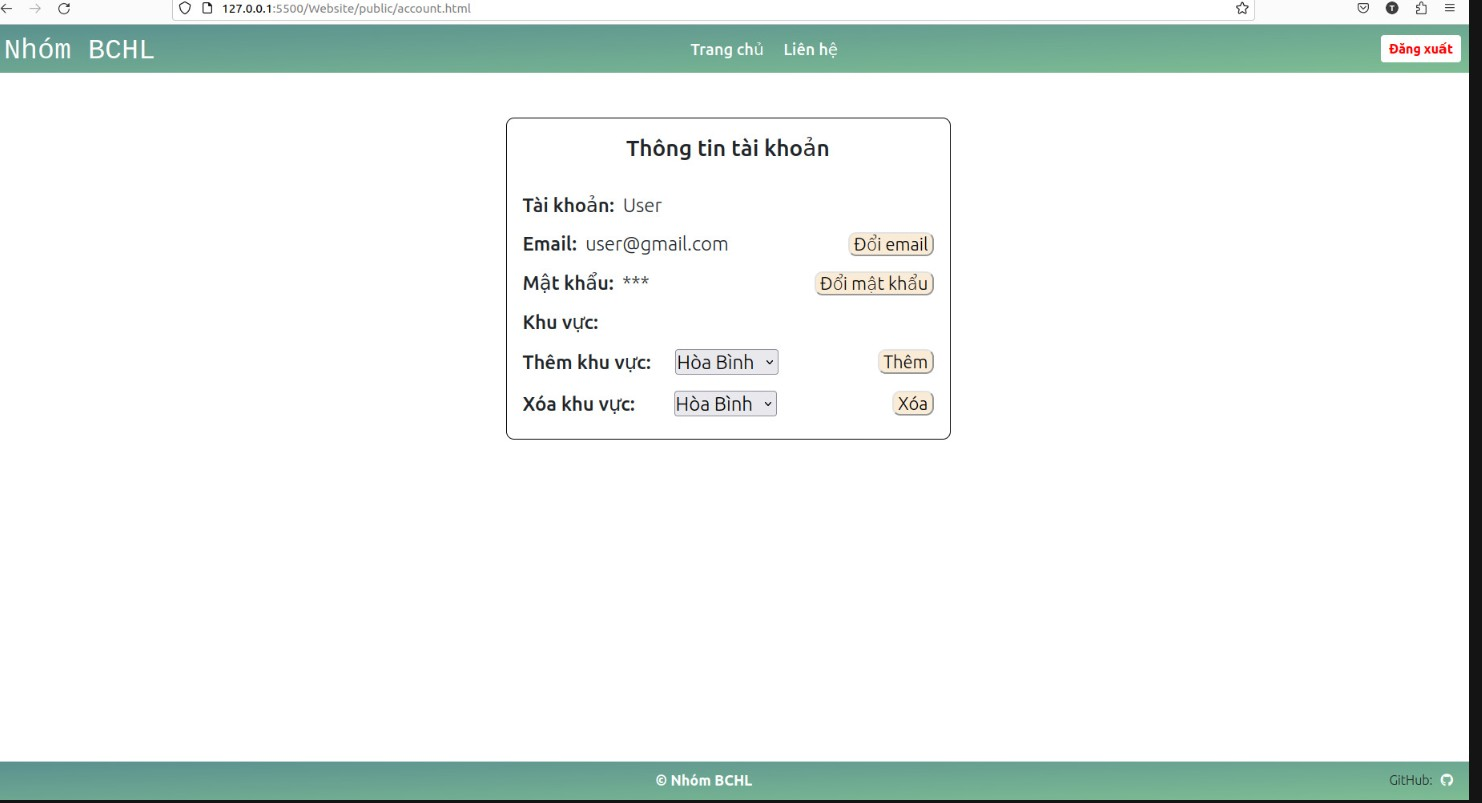 127.0.0.1:5500/Website/public/account.html
T
Nhóm BCHL Trang chủ Liên hệ Đăng xuất
Thông tin tài khoản
Tài khoản: User
Email: user@gmail.com Đổi email
Mật khẩu: *** Đổi mật khẩu
Khu vực:
Thêm khu vực: Hòa Bình Thêm
Xóa khu vực: Hòa Bình Xóa
© Nhóm BCHL GitHub: